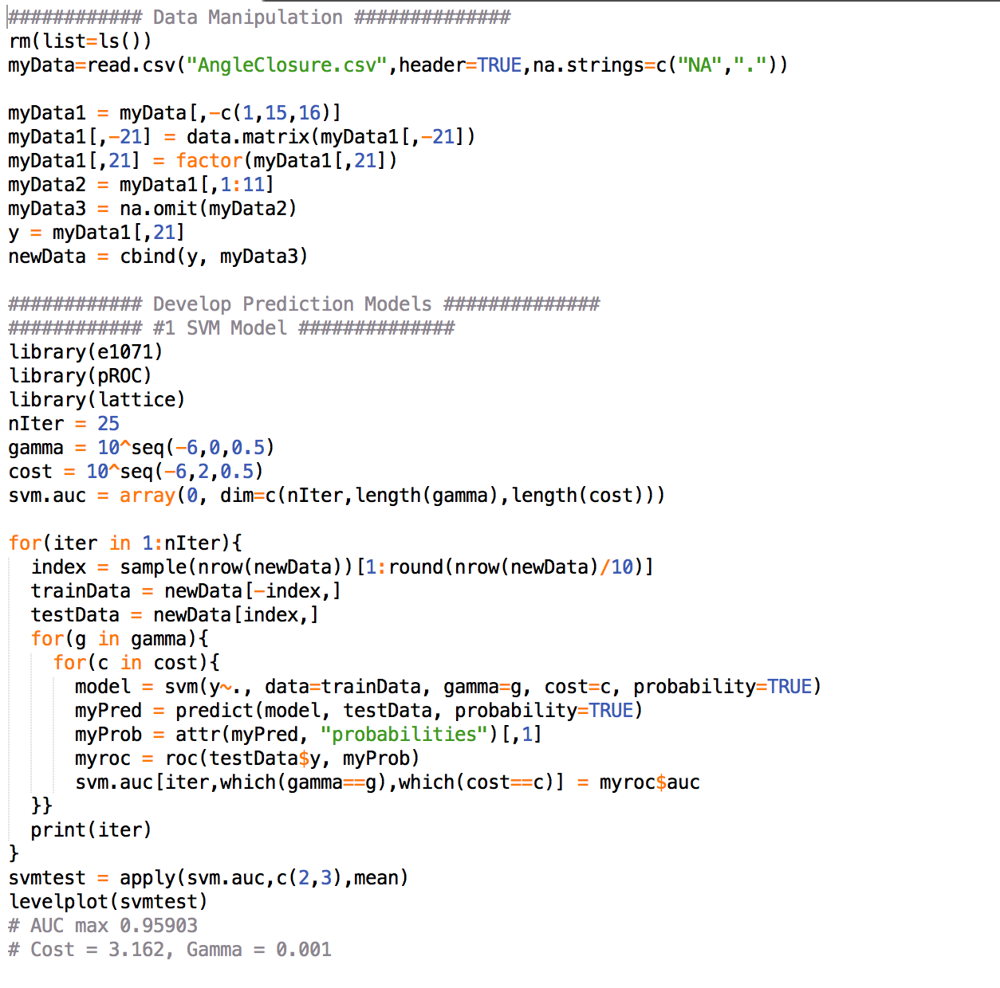 ############ Data Manipulation ##############
rm(list=ls())
myData=read.csv("AngleClosure.csv",header=TRUE,na.strings=c("NA","."))
myData1 = myData[,-c(1,15,16)]
myData1[,-21] = data.matrix(myData1[,-21])
myData1[,21] = factor(myData1[,21])
myData2 = myData1[,1:11]
myData3 = na.omit(myData2)
y = myData1[,21]
newData = cbind(y, myData3)
############ Develop Prediction Models ##############
############ #1 SVM Model ##############
library(e1071)
library(pROC)
library(lattice)
nIter = 25
gamma = 10^seq(-6,0,0.5)
cost = 10^seq(-6,2,0.5)
svm.auc = array(0, dim=c(nIter,length(gamma),length(cost)))
for(iter in 1:nIter){
  index = sample(nrow(newData))[1:round(nrow(newData)/10)]
  trainData = newData[-index,]
  testData = newData[index,]
  for(g in gamma){
    for(c in cost){
      model = svm(y~., data=trainData, gamma=g, cost=c, probability=TRUE)
      myPred = predict(model, testData, probability=TRUE)
      myProb = attr(myPred, "probabilities")[,1]
      myroc = roc(testData$y, myProb)
      svm.auc[iter,which(gamma==g),which(cost==c)] = myroc$auc
  }}
  print(iter)
}
svmtest = apply(svm.auc,c(2,3),mean)
levelplot(svmtest)
# AUC max 0.95903
# Cost = 3.162, Gamma = 0.001